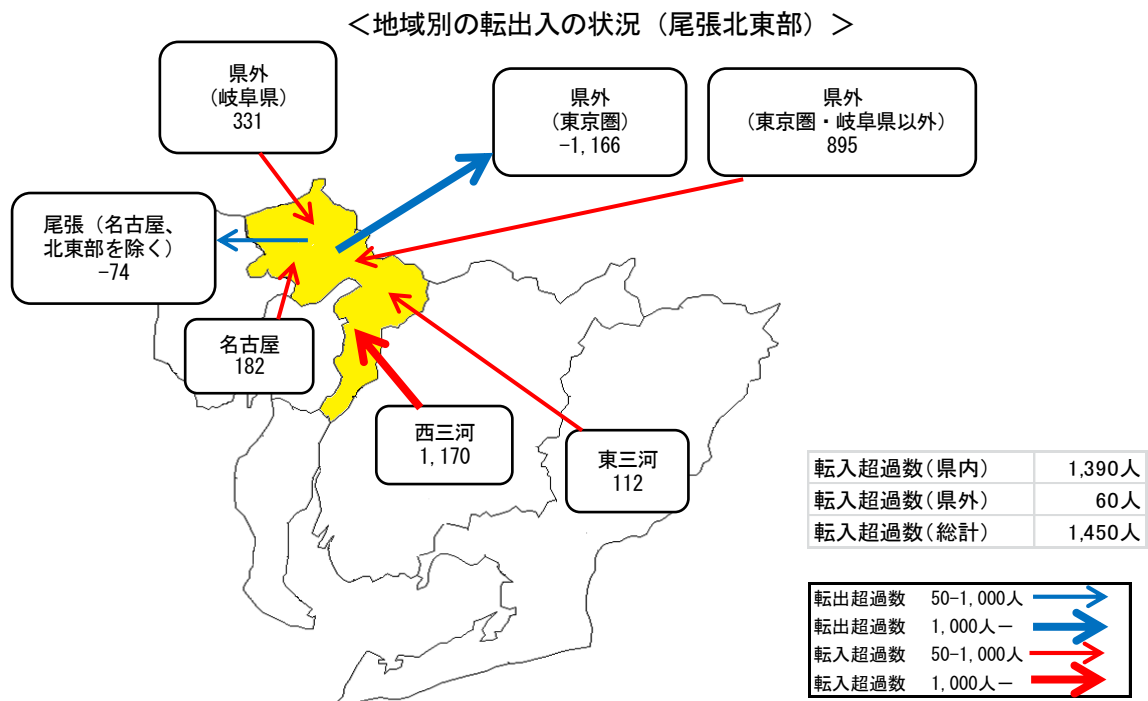 ＜地域別の転出入の状況（尾張北東部）＞
県外
（岐阜県）
331
県外
（東京圏）
-1,166
県外
（東京圏・岐阜県以外）
895
尾張（名古屋、
北東部を除く）
-74
名古屋
182
西三河
1,170
東三河
112
転入超過数（県内） 1,390人
転入超過数（県外） 60人
転入超過数（総計） 1,450人
転出超過数 50-1,000人
転出超過数 1,000人－
転入超過数 50-1,000人
転入超過数 1,000人－